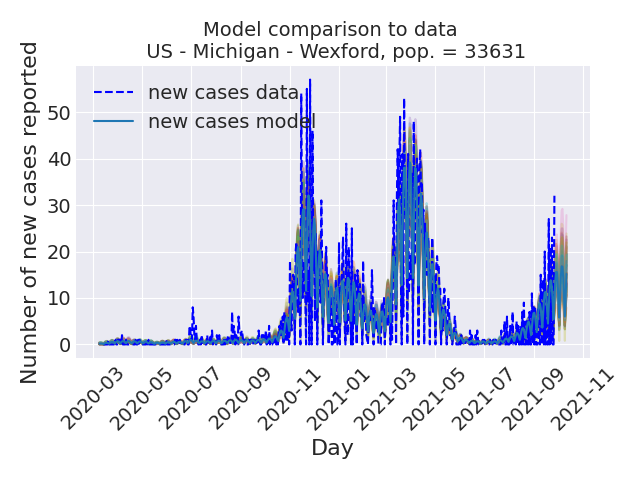 Model comparison to data
US - Michigan - Wexford, pop. = 33631
new cases data
new cases model
Number of new cases reported
50
40
30
20
10
0
2020-03
2020-05
2020-07
2020-09
2020-11
2021-01
2021-03
2021-05
2021-07
2021-09
2021-11
Day